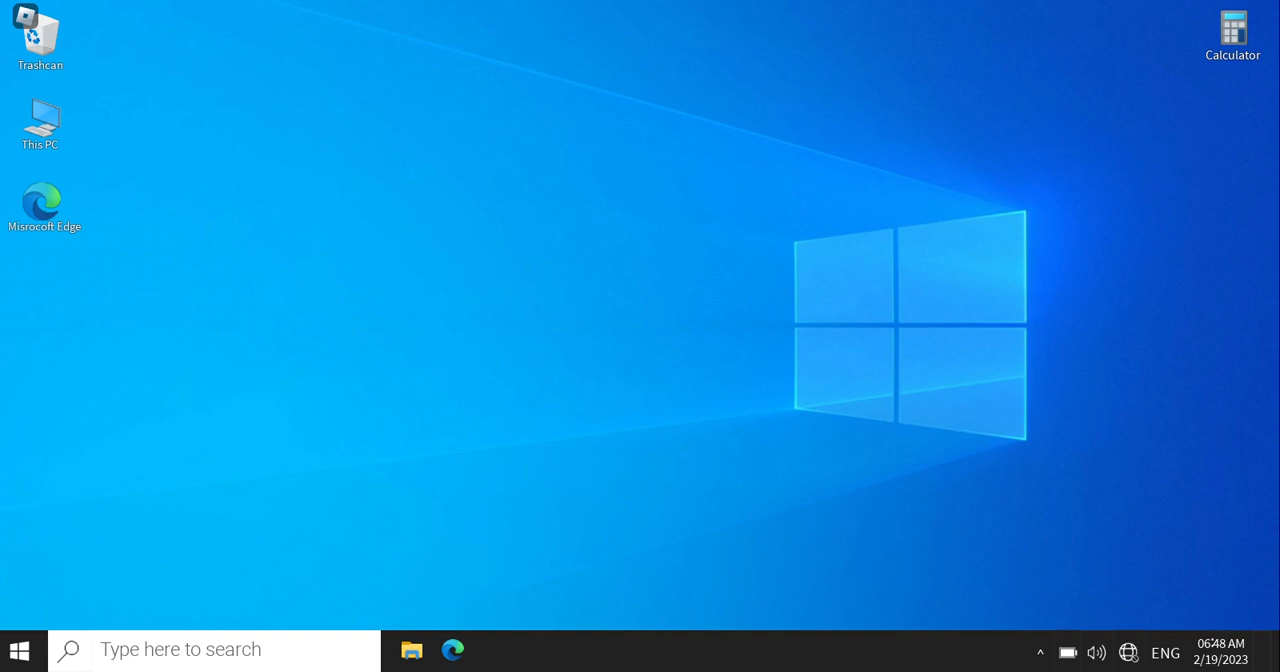 Trashcan
Calculator
This PC
Misrocoft Edge
Type here to search
ENG
06:48 AM
2/19/2023